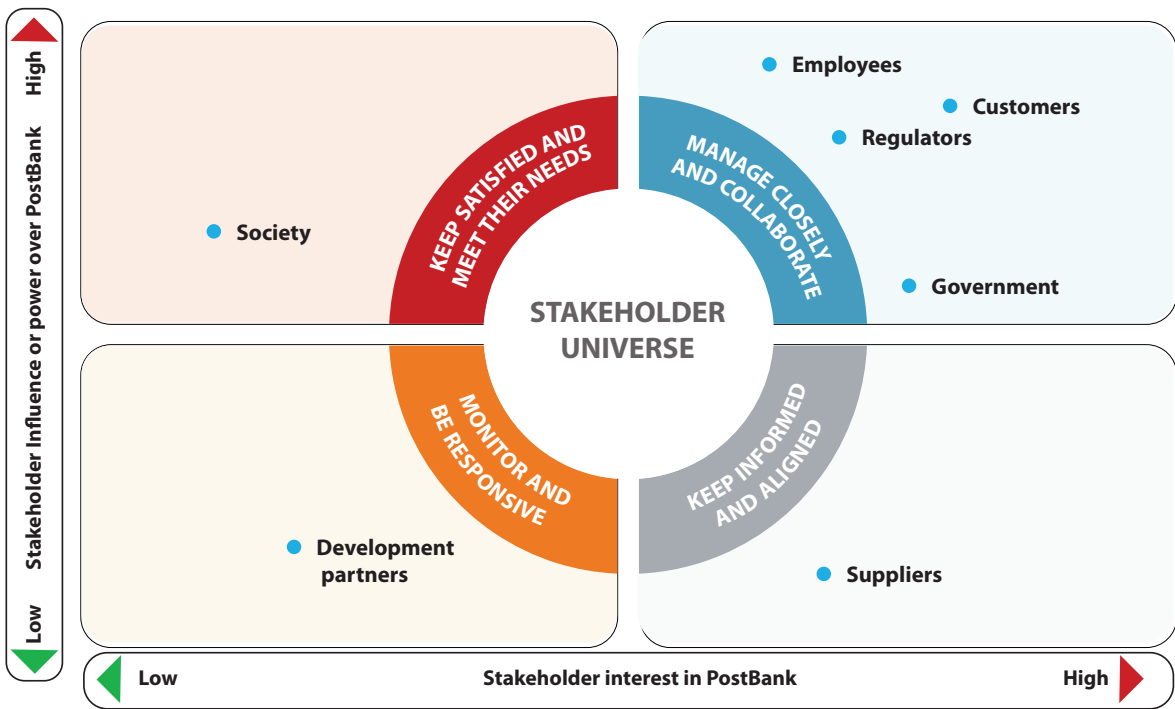 High
Stakeholder Influence or power over PostBank
Low
Employees
Customers
Regulators
Society
Government
KEEP SATISFIED AND
MEET THEIR NEEDS
MANAGE CLOSELY
AND COLLABORATE
STAKEHOLDER
UNIVERSE
MONITOR AND
BE RESPONSIVE
KEEP INFORMED
AND ALIGNED
Development
partners
Suppliers
Low
Stakeholder interest in PostBank
High